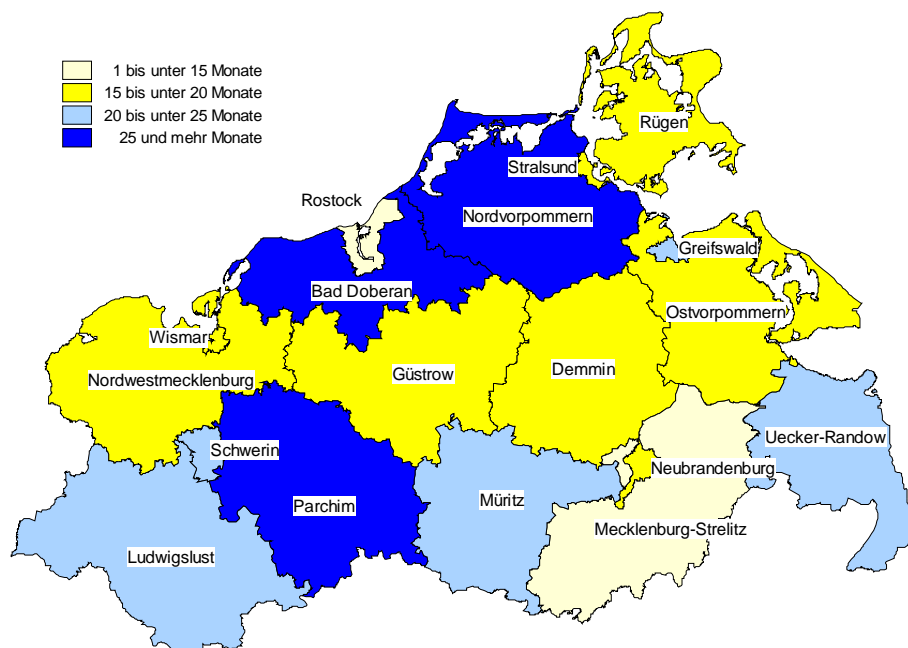 1 bis unter 15 Monate
15 bis unter 20 Monate
20 bis unter 25 Monate
25 und mehr Monate
Rügen
Stralsund
Rostock
Nordvorpommern
Greifswald
Bad Doberan
Ostvorpommern
Wismar
Nordwestmecklenburg
Güstrow
Demmin
Schwerin
Uecker-Randow
Neubrandenburg
Müritz
Parchim
Mecklenburg-Strelitz
Ludwigslust